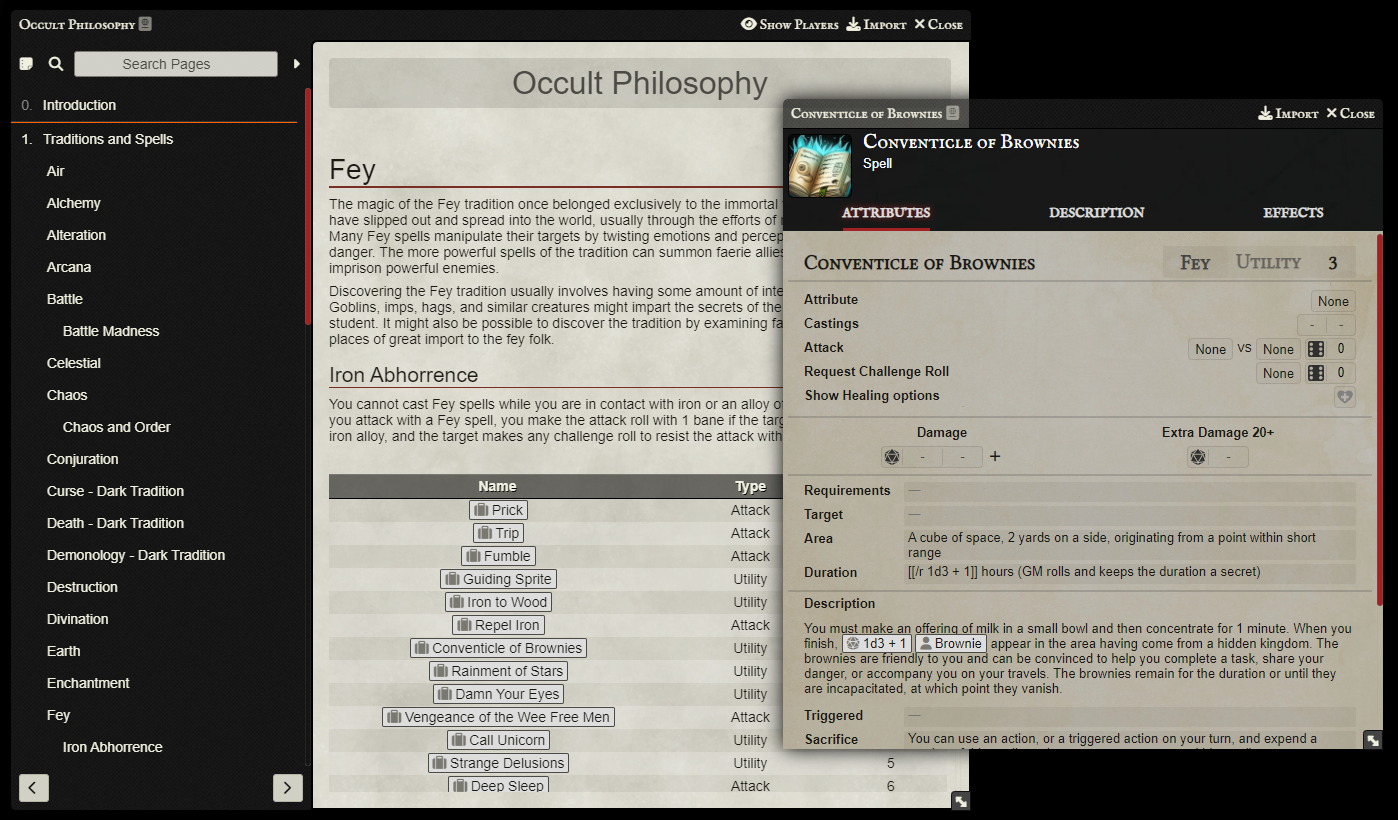 Occult Philosophy
Show Players Import Close
Search Pages
0. Introduction
1. Traditions and Spells
Air
Alchemy
Alteration
Arcana
Battle
Battle Madness
Celestial
Chaos
Chaos and Order
Conjuration
Curse - Dark Tradition
Death - Dark Tradition
Demonology - Dark Tradition
Destruction
Divination
Earth
Enchantment
Fey
Iron Abhorrence
Occult Philosophy
Fey
The magic of the Fey tradition once belonged exclusively to the immortal
have slipped out and spread into the world, usually through the efforts of
Many Fey spells manipulate their targets by twisting emotions and
danger. The more powerful spells of the tradition can summon faerie
imprison powerful enemies.
Discovering the Fey tradition usually involves having some amount of
Goblins, imps, hags, and similar creatures might impart the secrets of the
student. It might also be possible to discover the tradition by examining
places of great import to the fey folk.
Iron Abhorrence
You cannot cast Fey spells while you are in contact with iron or an alloy
you attack with a Fey spell, you make the attack roll with 1 bane if the
iron alloy, and the target makes any challenge roll to resist the attack with
Name Type
Prick Attack
Trip Attack
Fumble Attack
Guiding Sprite Utility
Iron to Wood Utility
Repel Iron Attack
Conventicle of Brownies Utility
Rainment of Stars Utility
Damn Your Eyes Utility
Vengeance of the Wee Free Men Attack
Call Unicorn Utility
Strange Delusions Utility 5
Deep Sleep Attack 6
Conventicle of Brownies
Import Close
Conventicle of Brownies
Spell
Attributes Description Effects
Conventicle of Brownies Fey Utility 3
Attribute None
Castings - -
Attack None VS None 0
Request Challenge Roll None 0
Show Healing options
Damage Extra Damage 20+
- - + -
Requirements —
Target —
Area A cube of space, 2 yards on a side, originating from a point within short
range
Duration [[/r 1d3 + 1]] hours (GM rolls and keeps the duration a secret)
Description
You must make an offering of milk in a small bowl and then concentrate for 1 minute. When you
finish, 1d3 + 1 Brownie appear in the area having come from a hidden kingdom. The
brownies are friendly to you and can be convinced to help you complete a task, share your
danger, or accompany you on your travels. The brownies remain for the duration or until they
are incapacitated, at which point they vanish.
Triggered —
Sacrifice You can use an action, or a triggered action on your turn, and expend a